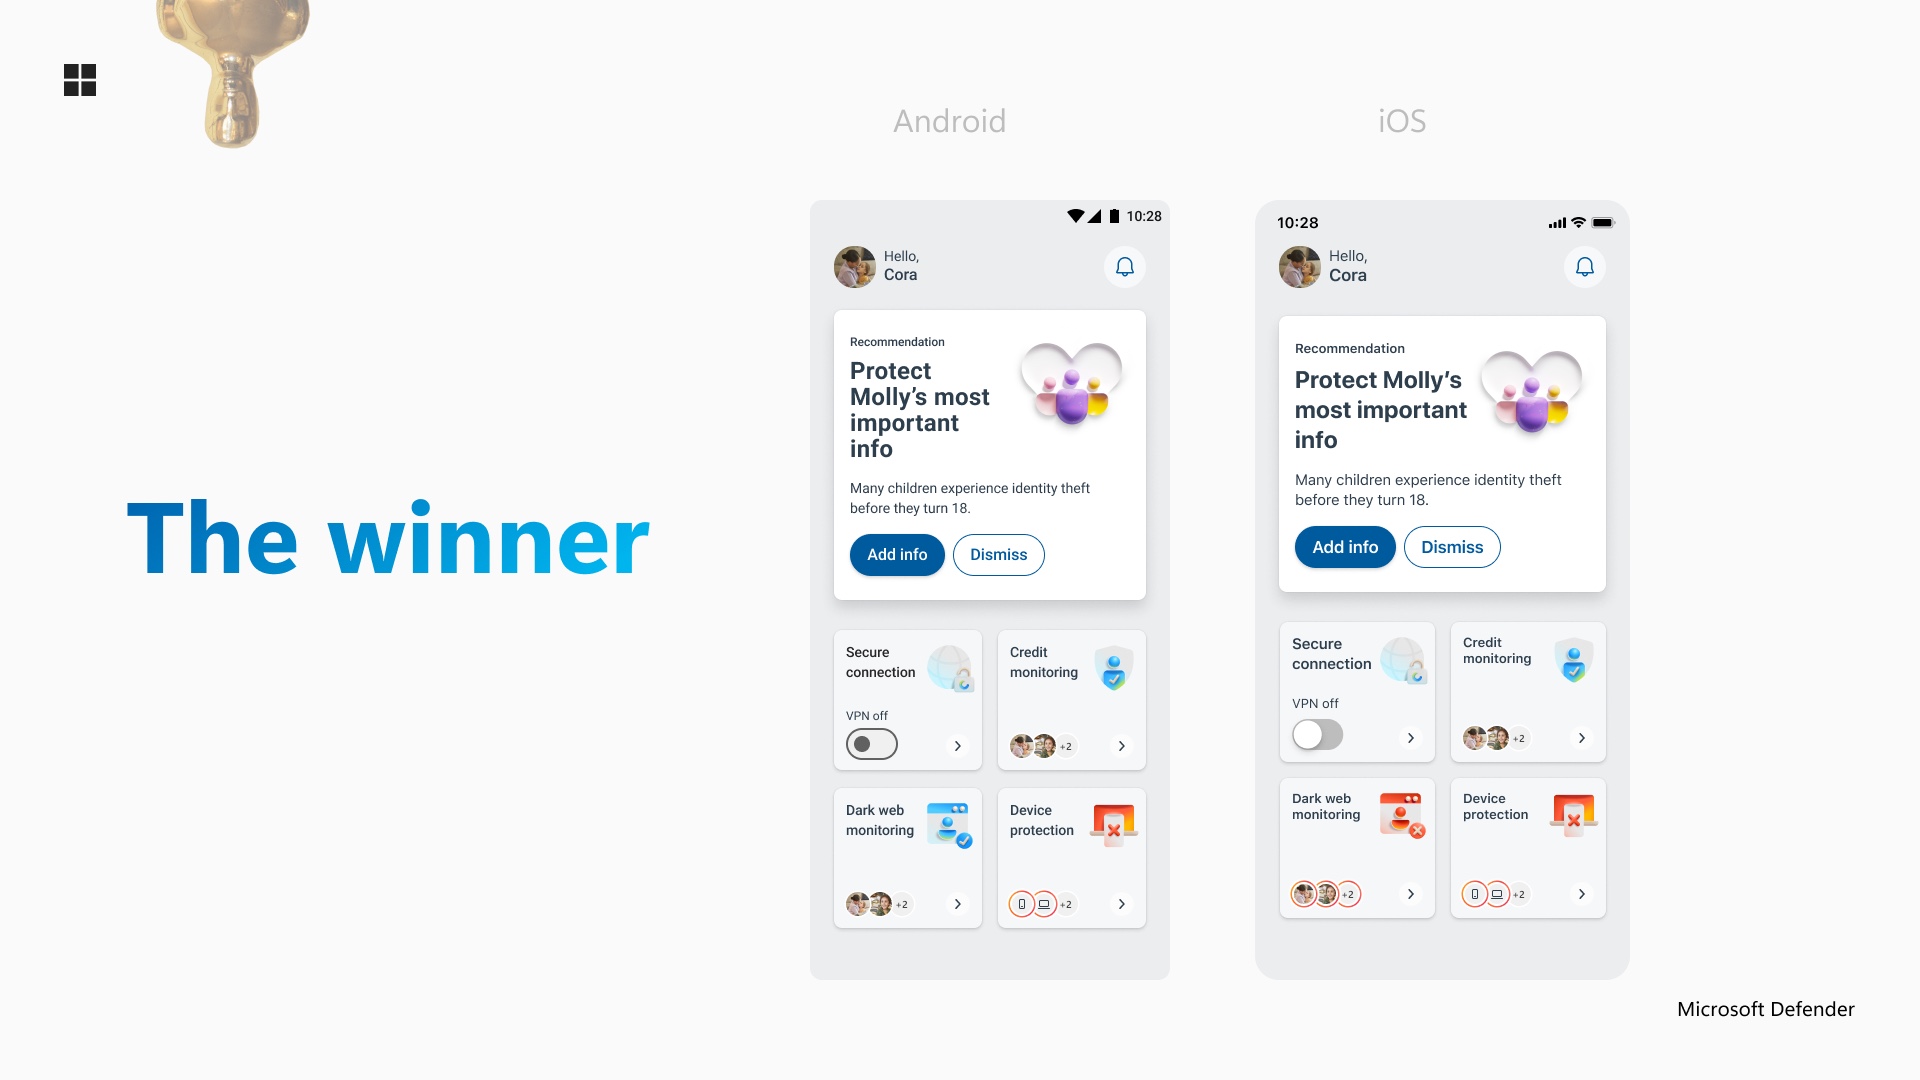 Android
iOS
The winner
10:28
Hello,
Cora
Recommendation
Protect
Molly’s most
important
info
Many children experience identity theft
before they turn 18.
Add info
Dismiss
Secure
connection
VPN off
Credit
monitoring
+2
Dark web
monitoring
+2
Device
protection
+2
10:28
Hello,
Cora
Recommendation
Protect Molly’s
most important
info
Many children experience identity theft
before they turn 18.
Add info
Dismiss
Secure
connection
VPN off
Credit
monitoring
+2
Dark web
monitoring
+2
Device
protection
+2
Microsoft Defender